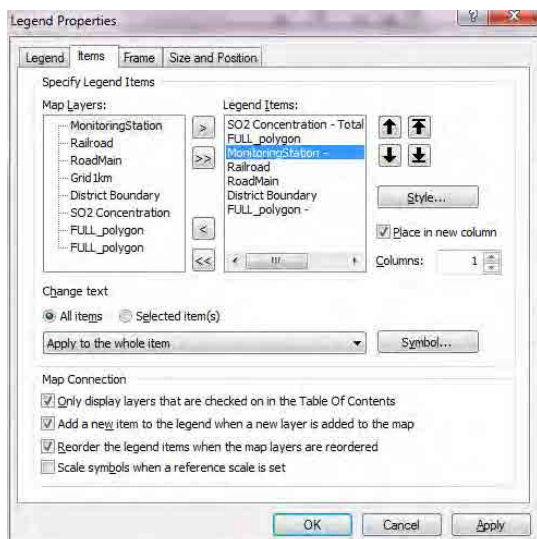 Legend Properties
Legend Items Frame Size and Position
Specify Legend Items
Map Layers:
MonitoringStation
Railroad
RoadMain
Grid1km
District Boundary
SO2 Concentration
FULL_polygon
FULL_polygon
>
>>
<
<<
Legend Items:
SO2 Concentration - Total
FULL_polygon
MonitoringStation -
Railroad
RoadMain
District Boundary
FULL_polygon -
Style...
Place in new column
Columns: 1
Change text
All items Selected item(s)
Apply to the whole item
Symbol...
Map Connection
Only display layers that are checked on in the Table Of Contents
Add a new item to the legend when a new layer is added to the map
Reorder the legend items when the map layers are reordered
Scale symbols when a reference scale is set
OK Cancel Apply